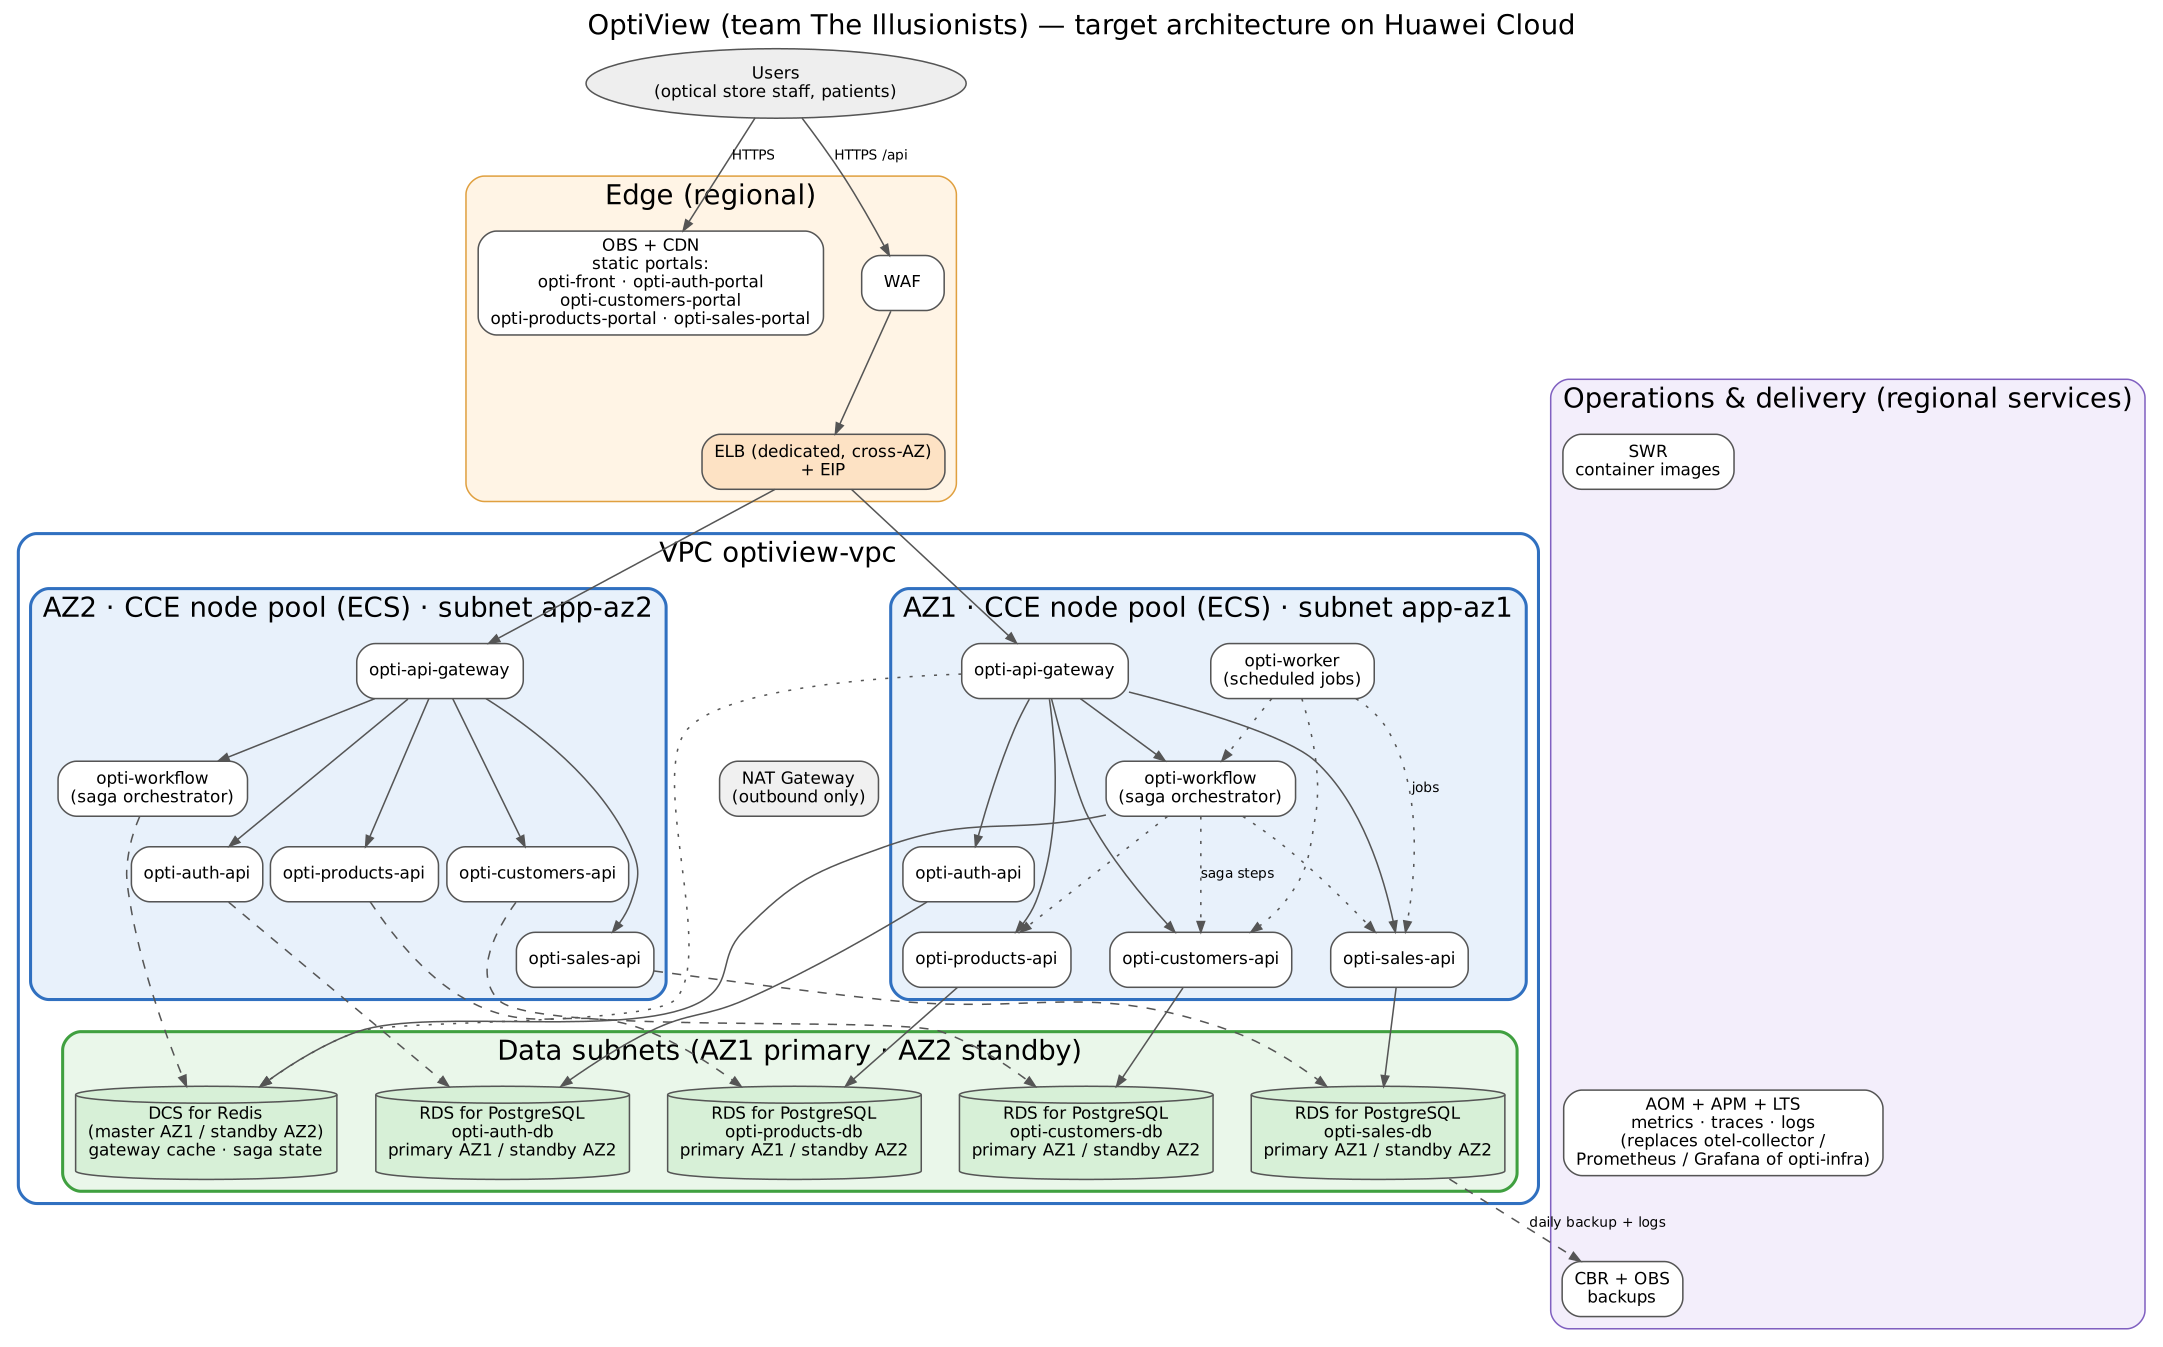 OptiView (team The Illusionists) — target architecture on Huawei Cloud
Users
(optical store staff, patients)
HTTPS
HTTPS /api
Edge (regional)
OBS + CDN
static portals:
opti-front · opti-auth-portal
opti-customers-portal
opti-products-portal · opti-sales-portal
WAF
ELB (dedicated, cross-AZ)
+ EIP
Operations & delivery (regional services)
SWR
container images
VPC optiview-vpc
AZ2 · CCE node pool (ECS) · subnet app-az2
opti-api-gateway
opti-workflow
(saga orchestrator)
opti-auth-api
opti-products-api
opti-customers-api
opti-sales-api
NAT Gateway
(outbound only)
AZ1 · CCE node pool (ECS) · subnet app-az1
opti-api-gateway
opti-worker
(scheduled jobs)
opti-workflow
(saga orchestrator)
jobs
opti-auth-api
saga steps
opti-products-api
opti-customers-api
opti-sales-api
Data subnets (AZ1 primary · AZ2 standby)
DCS for Redis
(master AZ1 / standby AZ2)
gateway cache · saga state
RDS for PostgreSQL
opti-auth-db
primary AZ1 / standby AZ2
RDS for PostgreSQL
opti-products-db
primary AZ1 / standby AZ2
RDS for PostgreSQL
opti-customers-db
primary AZ1 / standby AZ2
RDS for PostgreSQL
opti-sales-db
primary AZ1 / standby AZ2
AOM + APM + LTS
metrics · traces · logs
(replaces otel-collector /
Prometheus / Grafana of opti-infra)
daily backup + logs
CBR + OBS
backups